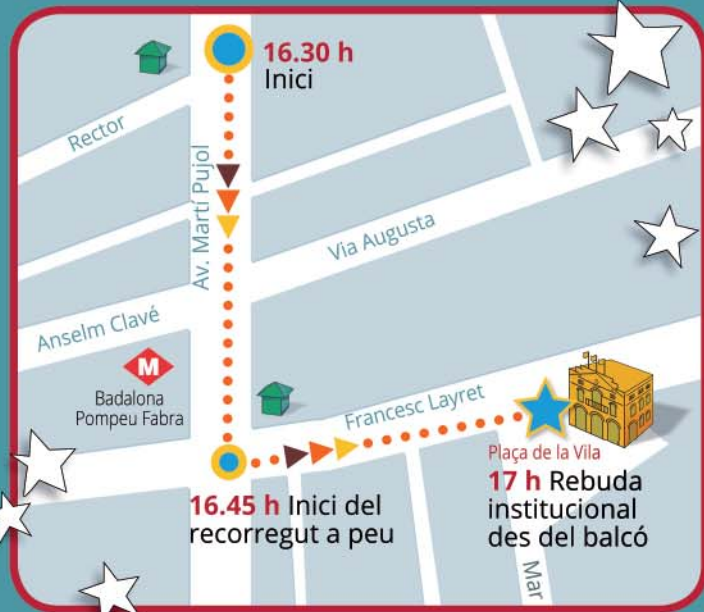 16.30 h
Inici
Rector
Av. Martí Pujol
Via Augusta
Anselm Clavé
M
Badalona
Pompeu Fabra
Francesc Layret
Plaça de la Vila
16.45 h Inici del
recorregut a peu
17 h Rebuda
institucional
des del balcó
Mar